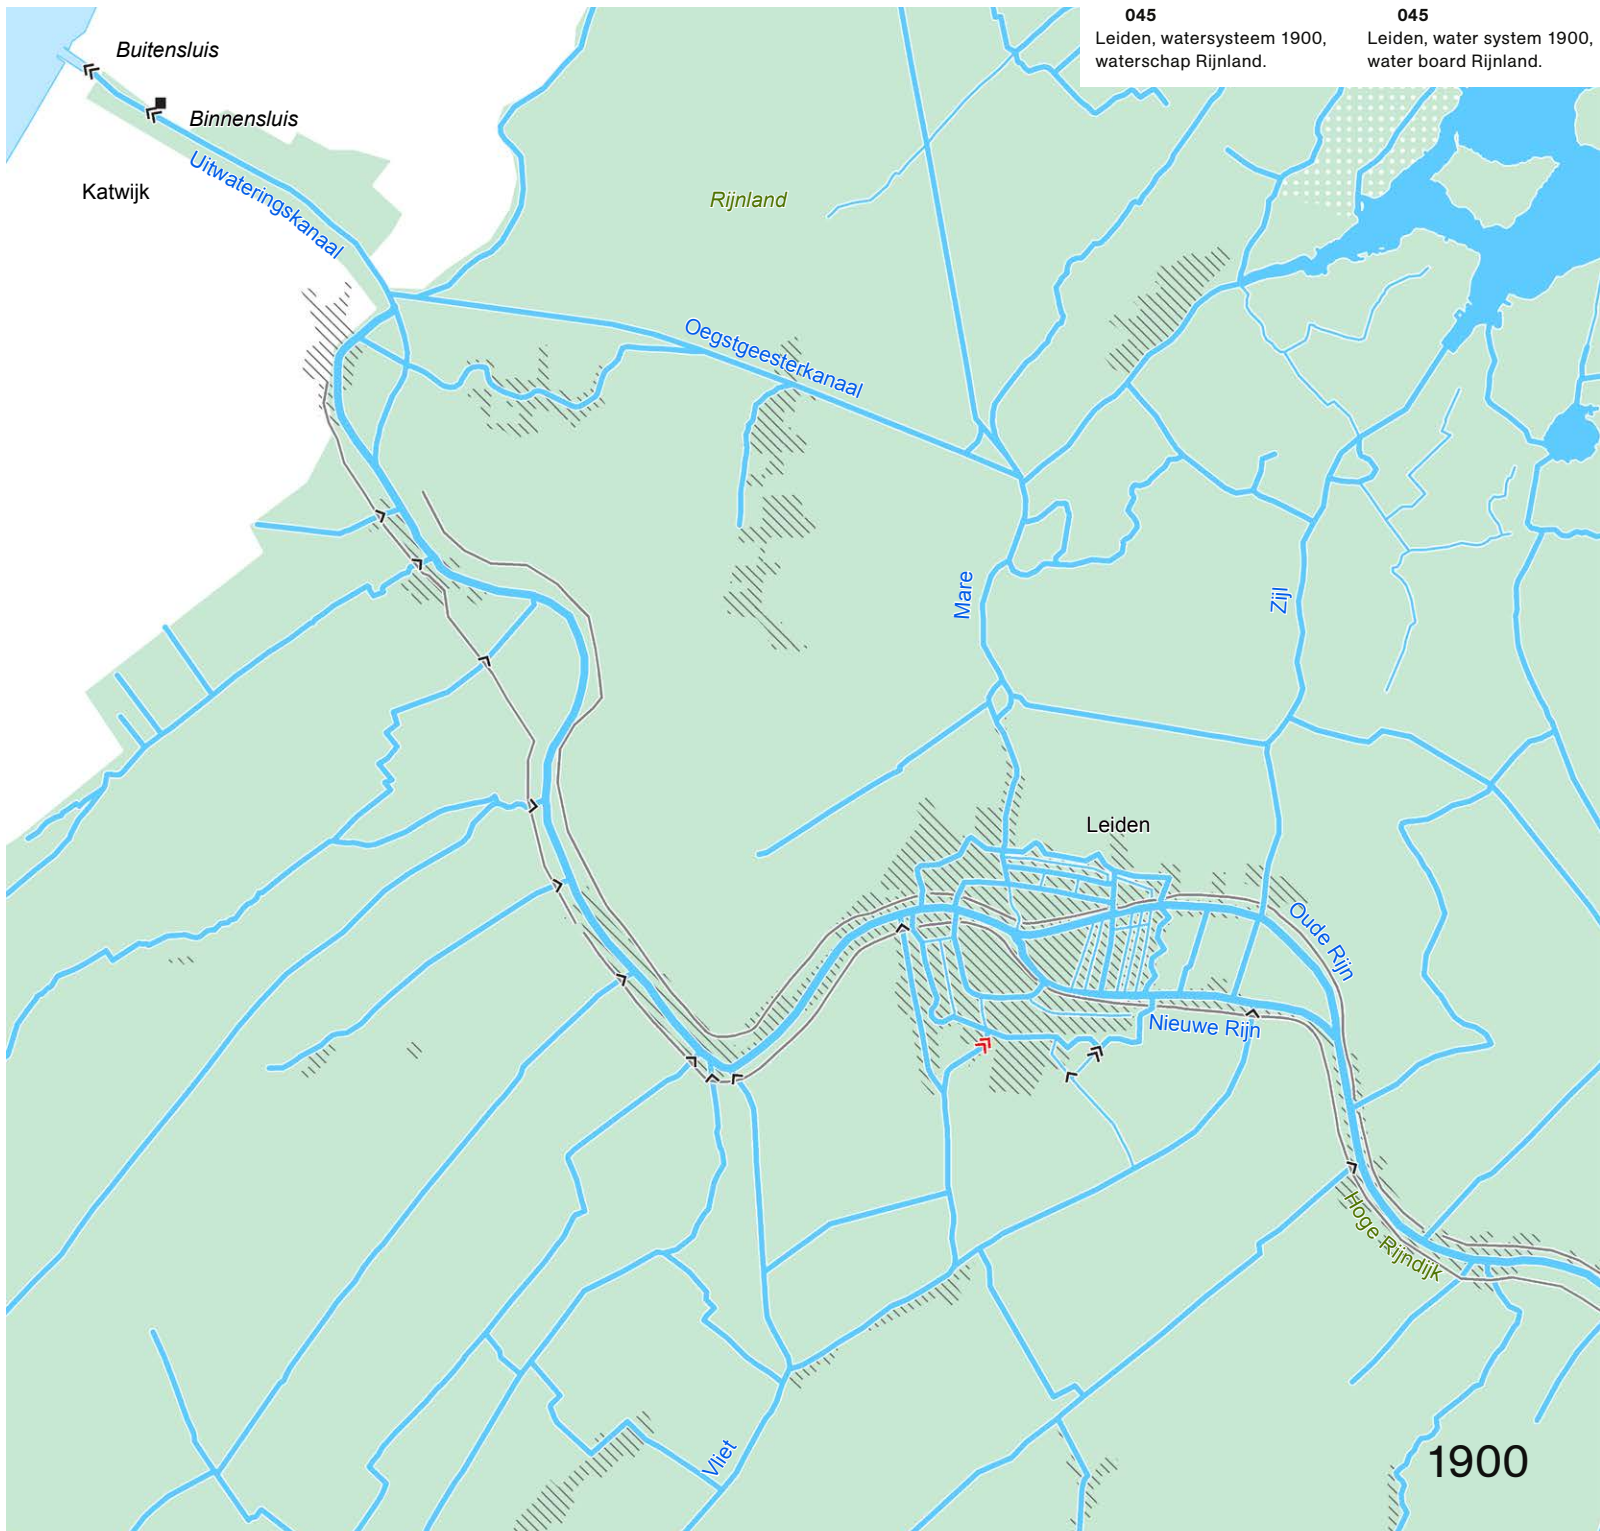 045
Leiden, watersysteem 1900,
waterschap Rijnland.
045
Leiden, water system 1900,
water board Rijnland.
Buitensluis
Binnensluis
Katwijk
Uitwateringskanaal
Rijnland
Oegstgeesterkanaal
Mare
Zijl
Leiden
Oude Rijn
Nieuwe Rijn
Hoge Rijndijk
Vliet
1900